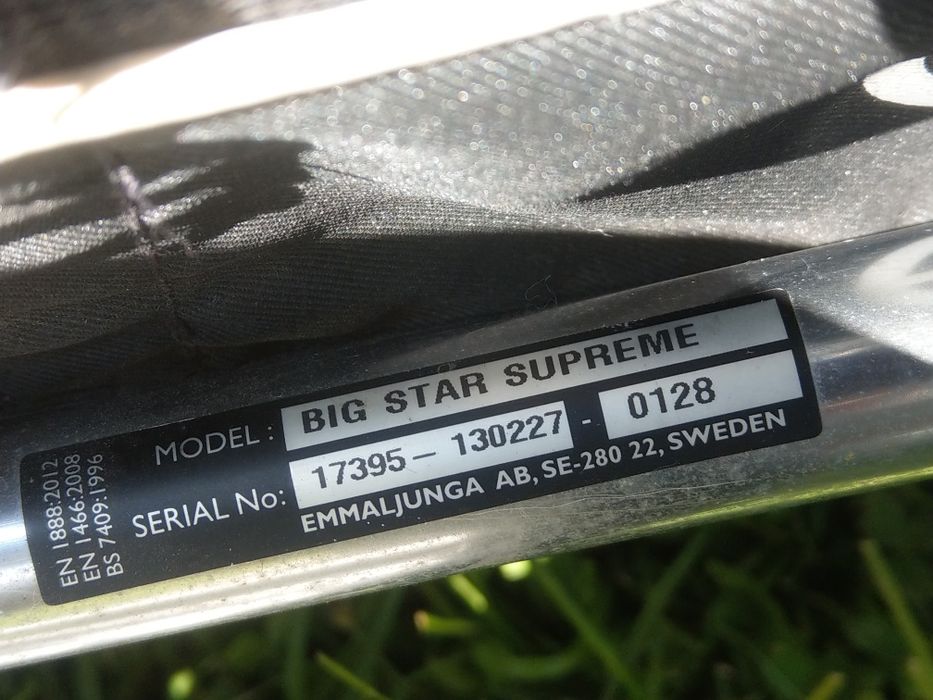 MODEL: BIG STAR SUPREME
SERIAL No: 17395-130227-0128
EMMALJUNGA AB, SE-280 22, SWEDEN
EN 1888:2012
EN 1466:2008
BS 7409:1996